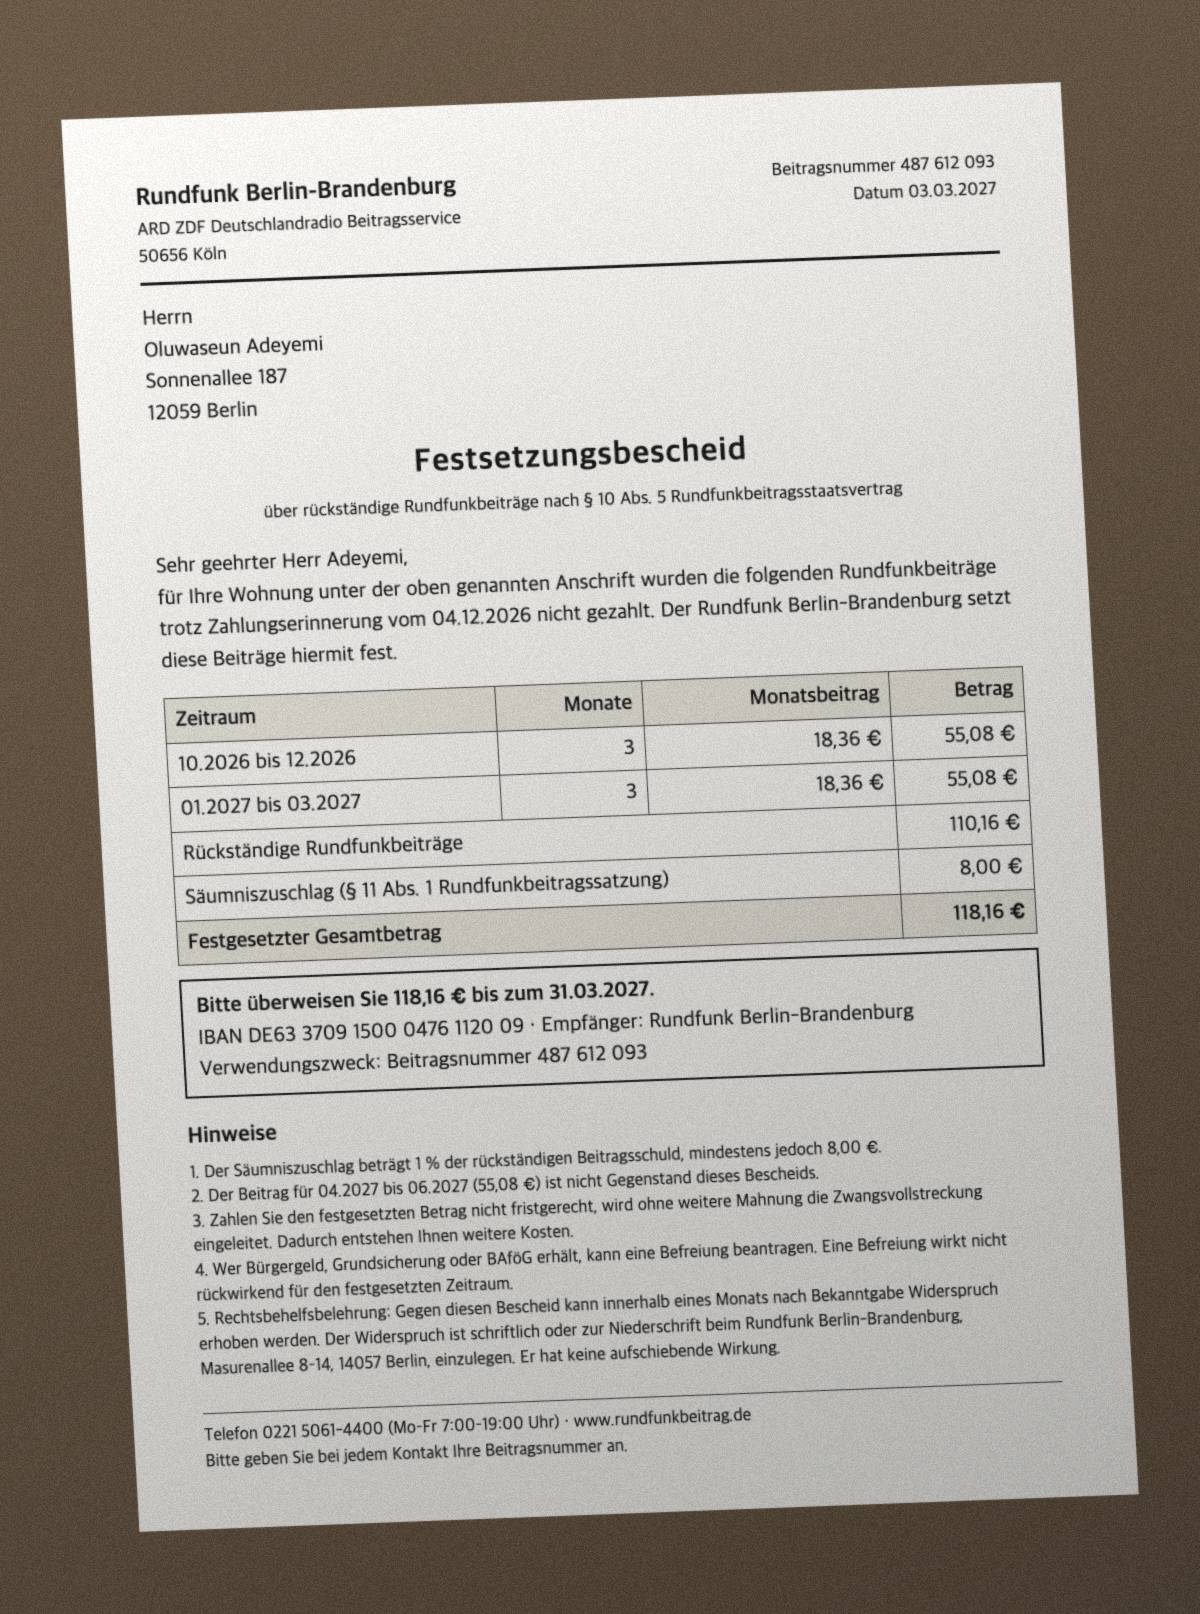 Rundfunk Berlin-Brandenburg
ARD ZDF Deutschlandradio Beitragsservice
50656 Köln
Beitragsnummer 487 612 093
Datum 03.03.2027
Herrn
Oluwaseun Adeyemi
Sonnenallee 187
12059 Berlin
Festsetzungsbescheid
über rückständige Rundfunkbeiträge nach § 10 Abs. 5 Rundfunkbeitragsstaatsvertrag
Sehr geehrter Herr Adeyemi,
für Ihre Wohnung unter der oben genannten Anschrift wurden die folgenden Rundfunkbeiträge
trotz Zahlungserinnerung vom 04.12.2026 nicht gezahlt. Der Rundfunk Berlin-Brandenburg setzt
diese Beiträge hiermit fest.
Zeitraum Monate Monatsbeitrag Betrag
10.2026 bis 12.2026 3 18,36 € 55,08 €
01.2027 bis 03.2027 3 18,36 € 55,08 €
Rückständige Rundfunkbeiträge 110,16 €
Säumniszuschlag (§ 11 Abs. 1 Rundfunkbeitragssatzung) 8,00 €
Festgesetzter Gesamtbetrag 118,16 €
Bitte überweisen Sie 118,16 € bis zum 31.03.2027.
IBAN DE63 3709 1500 0476 1120 09 · Empfänger: Rundfunk Berlin-Brandenburg
Verwendungszweck: Beitragsnummer 487 612 093
Hinweise
1. Der Säumniszuschlag beträgt 1 % der rückständigen Beitragsschuld, mindestens jedoch 8,00 €.
2. Der Beitrag für 04.2027 bis 06.2027 (55,08 €) ist nicht Gegenstand dieses Bescheids.
3. Zahlen Sie den festgesetzten Betrag nicht fristgerecht, wird ohne weitere Mahnung die Zwangsvollstreckung
eingeleitet. Dadurch entstehen Ihnen weitere Kosten.
4. Wer Bürgergeld, Grundsicherung oder BAföG erhält, kann eine Befreiung beantragen. Eine Befreiung wirkt nicht
rückwirkend für den festgesetzten Zeitraum.
5. Rechtsbehelfsbelehrung: Gegen diesen Bescheid kann innerhalb eines Monats nach Bekanntgabe Widerspruch
erhoben werden. Der Widerspruch ist schriftlich oder zur Niederschrift beim Rundfunk Berlin-Brandenburg,
Masurenallee 8-14, 14057 Berlin, einzulegen. Er hat keine aufschiebende Wirkung.
Telefon 0221 5061-4400 (Mo-Fr 7:00-19:00 Uhr) · www.rundfunkbeitrag.de
Bitte geben Sie bei jedem Kontakt Ihre Beitragsnummer an.